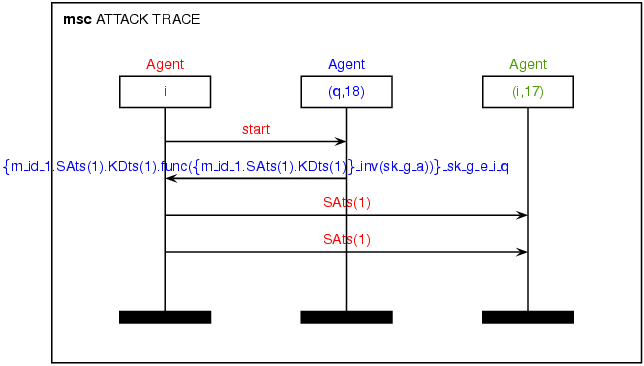 msc ATTACK TRACE
Agent Agent Agent
i (q,18) (i,17)
start
{m_id_1.SAts(1).KDts(1).func({m_id_1.SAts(1).KDts(1)}_inv(sk_g_a))}_sk_g_e_i_q
SAts(1)
SAts(1)